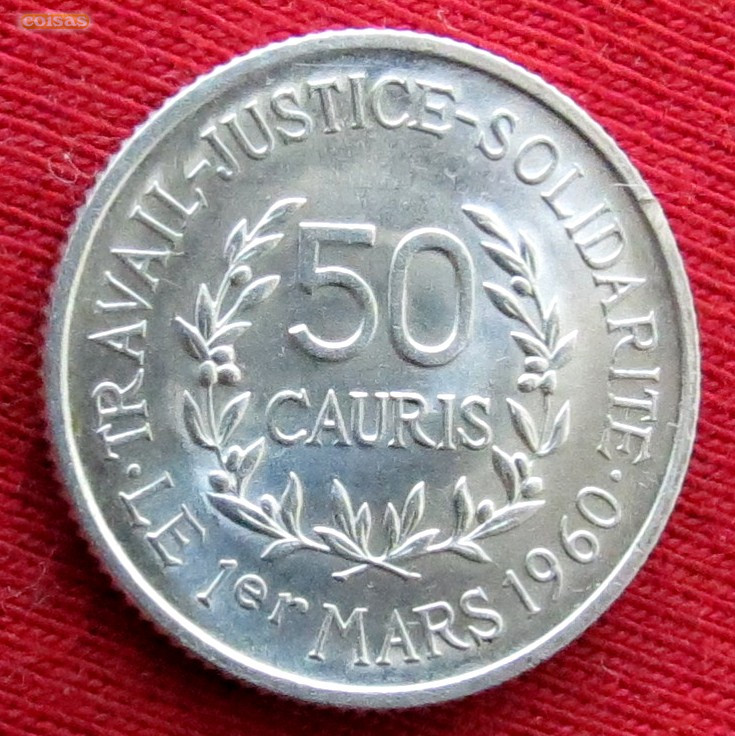 coisas
TRAVAIL-JUSTICE-SOLIDARITE
50
CAURIS
· LE 1er MARS 1960 ·